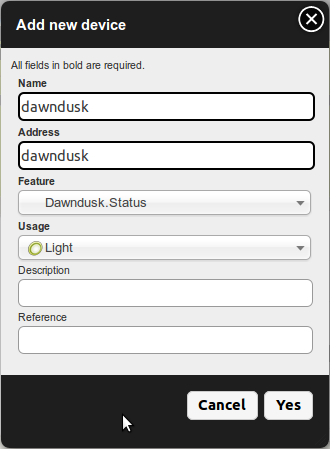 Add new device
All fields in bold are required.
Name
dawndusk
Address
dawndusk
Feature
Dawndusk.Status
Usage
Light
Description
Reference
Cancel Yes